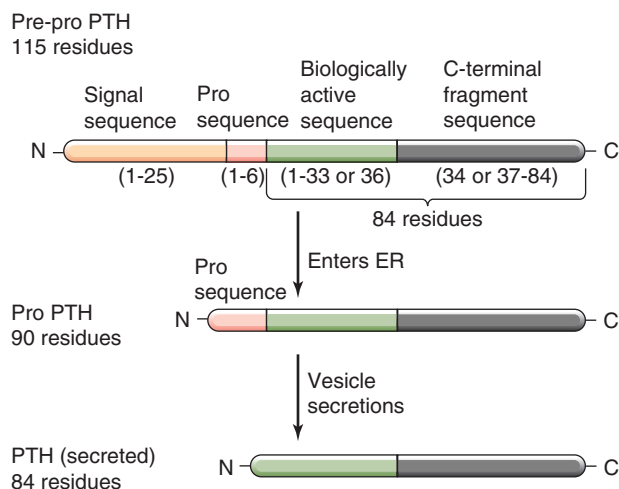 Pre-pro PTH
115 residues
Signal
sequence
Pro
sequence
Biologically
active
sequence
C-terminal
fragment
sequence
N
C
(1-25)
(1-6)
(1-33 or 36)
(34 or 37-84)
84 residues
Enters ER
Pro
sequence
Pro PTH
90 residues
N
C
Vesicle
secretions
PTH (secreted)
84 residues
N
C